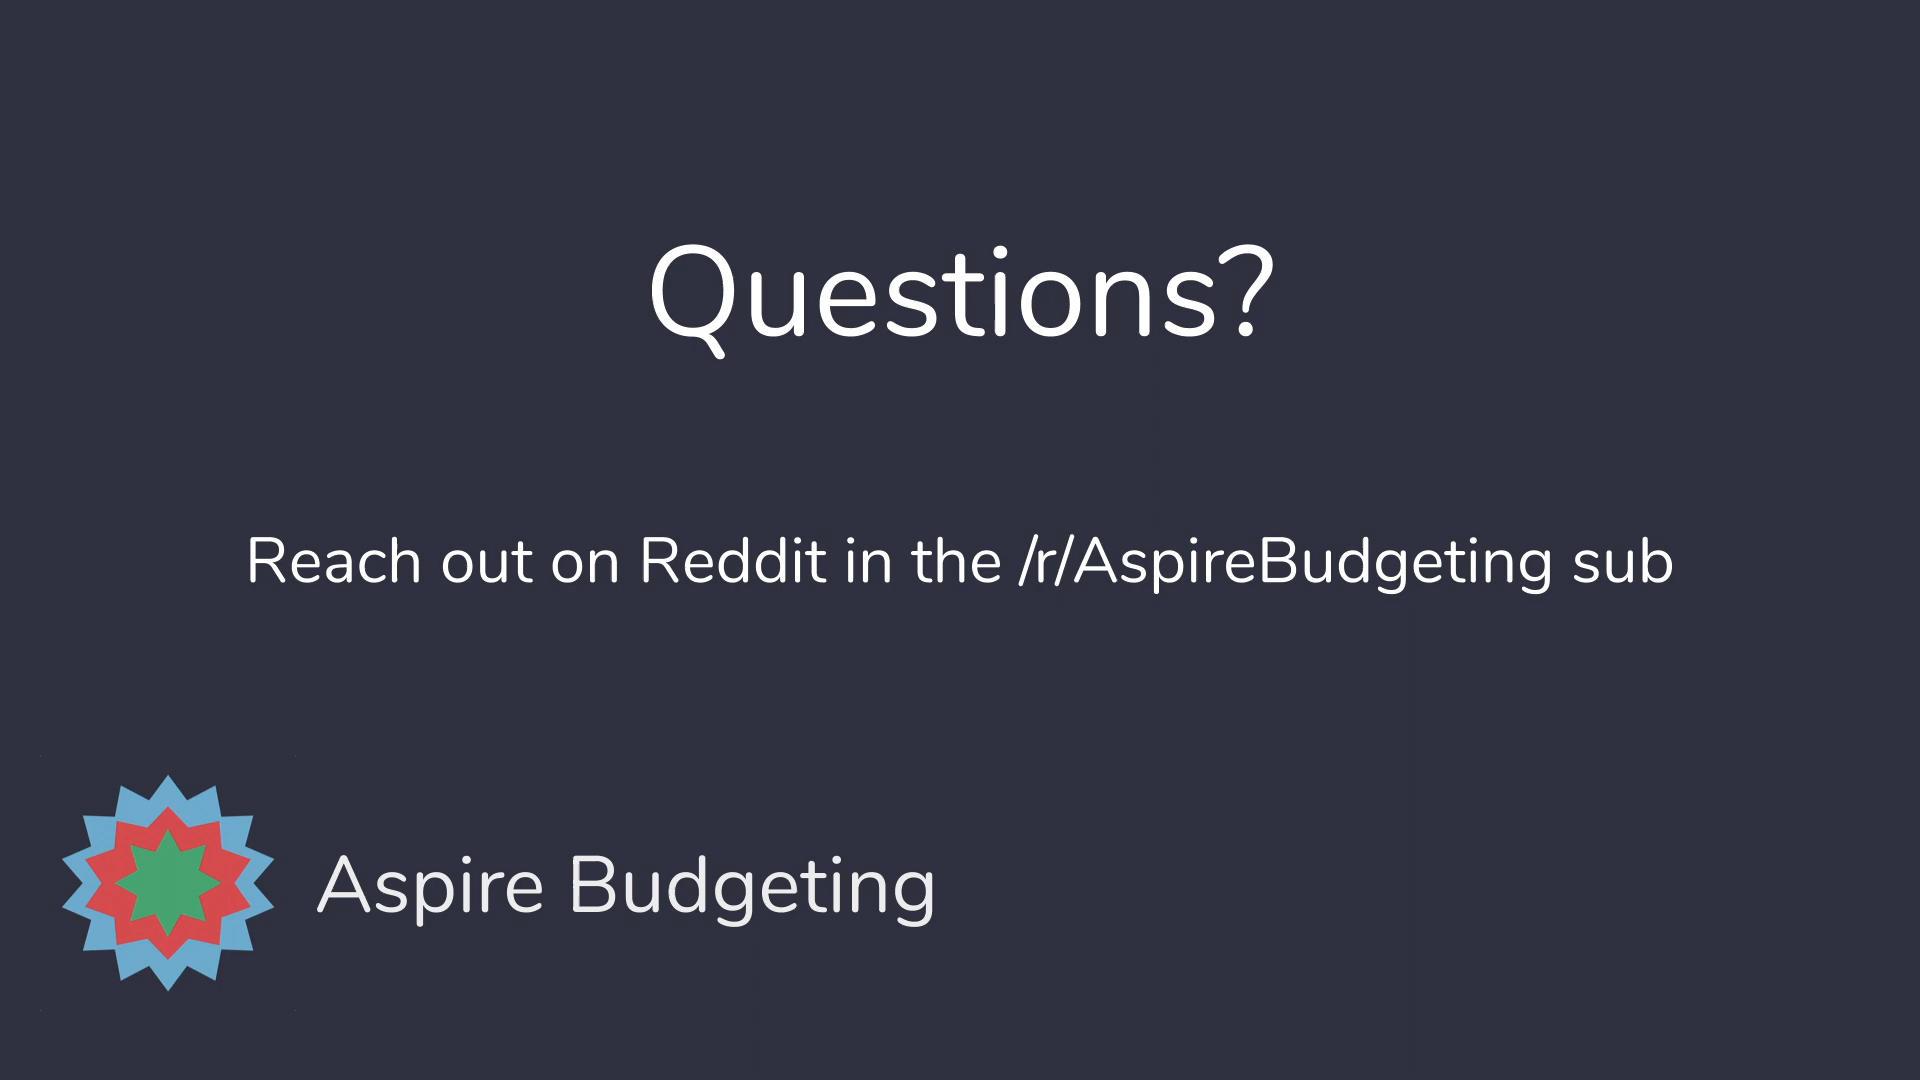 Questions?
Reach out on Reddit in the /r/AspireBudgeting sub
Aspire Budgeting